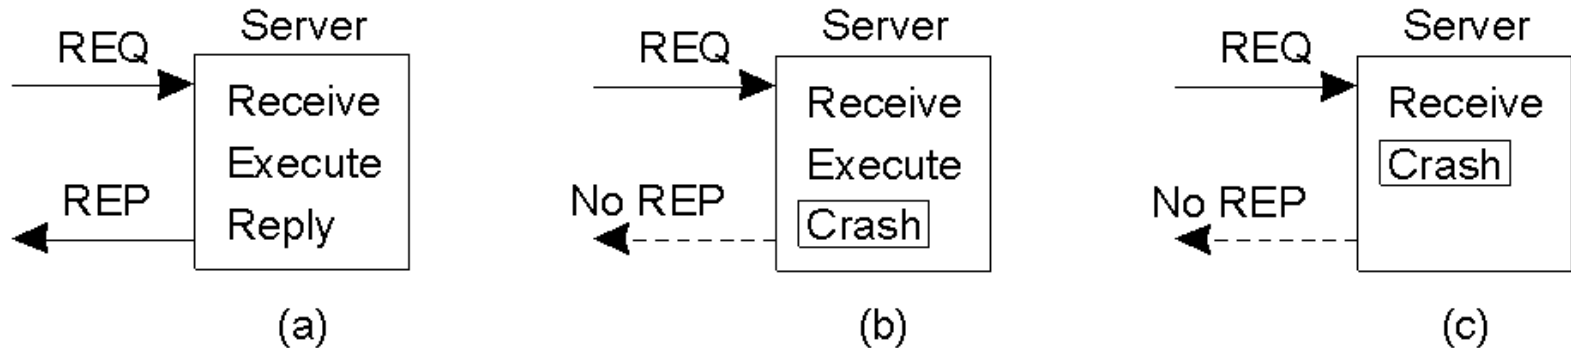 Server
REQ
Receive
Execute
REP
Reply
(a)
Server
REQ
Receive
Execute
No REP
Crash
(b)
Server
REQ
Receive
Crash
No REP
(c)